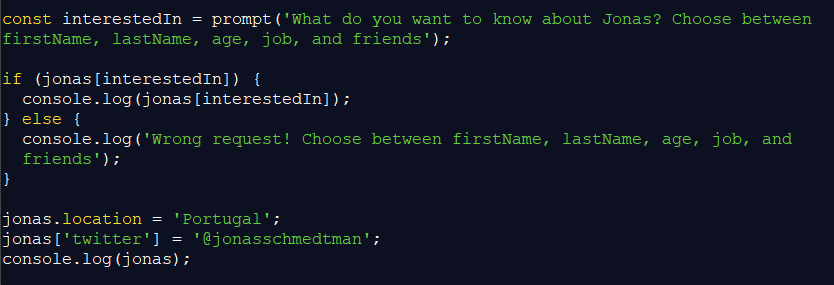 const interestedIn = prompt('What do you want to know about Jonas? Choose between
firstName, lastName, age, job, and friends');
if (jonas[interestedIn]) {
console.log(jonas[interestedIn]);
} else {
console.log('Wrong request! Choose between firstName, lastName, age, job, and
friends');
}
jonas.location = 'Portugal';
jonas['twitter'] = '@jonasschmedtman';
console.log(jonas);